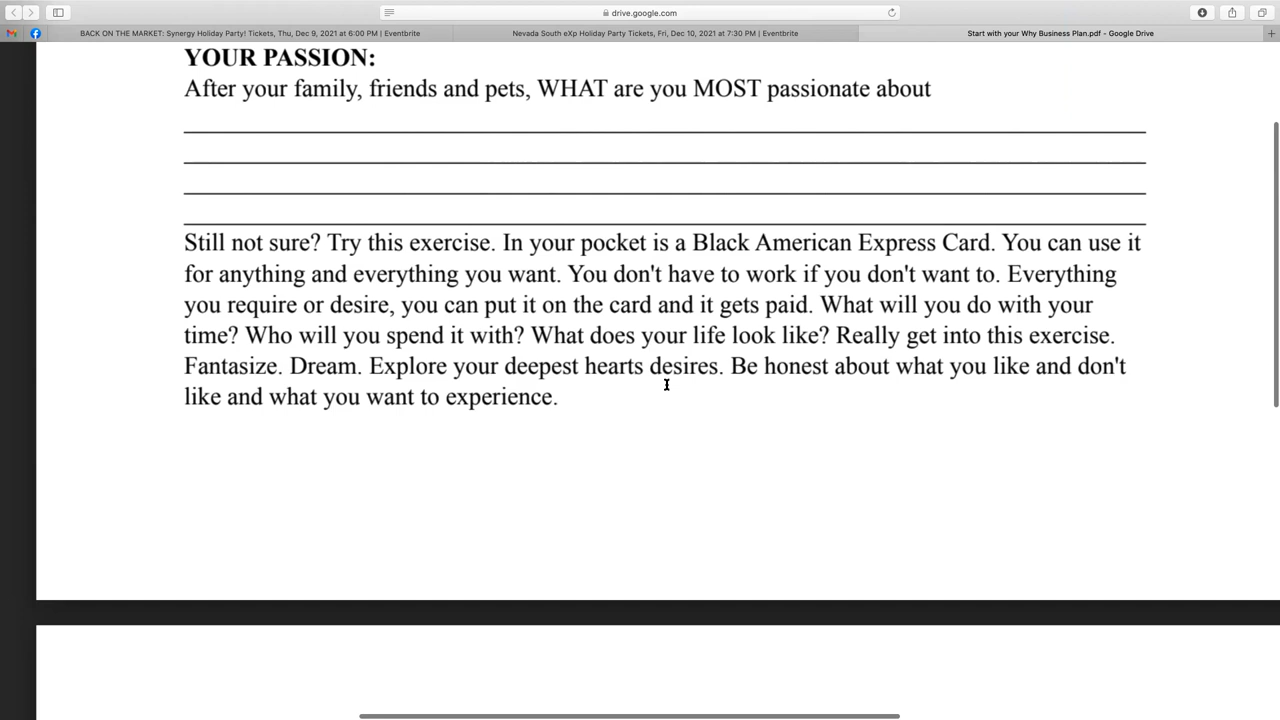 drive.google.com
BACK ON THE MARKET: Synergy Holiday Party! Tickets, Thu, Dec 9, 2021 at 6:00 PM | Eventbrite
Nevada South eXp Holiday Party Tickets, Fri, Dec 10, 2021 at 7:30 PM | Eventbrite
Start with your Why Business Plan.pdf - Google Drive
YOUR PASSION:
After your family, friends and pets, WHAT are you MOST passionate about
Still not sure? Try this exercise. In your pocket is a Black American Express Card. You can use it
for anything and everything you want. You don't have to work if you don't want to. Everything
you require or desire, you can put it on the card and it gets paid. What will you do with your
time? Who will you spend it with? What does your life look like? Really get into this exercise.
Fantasize. Dream. Explore your deepest hearts desires. Be honest about what you like and don't
like and what you want to experience.